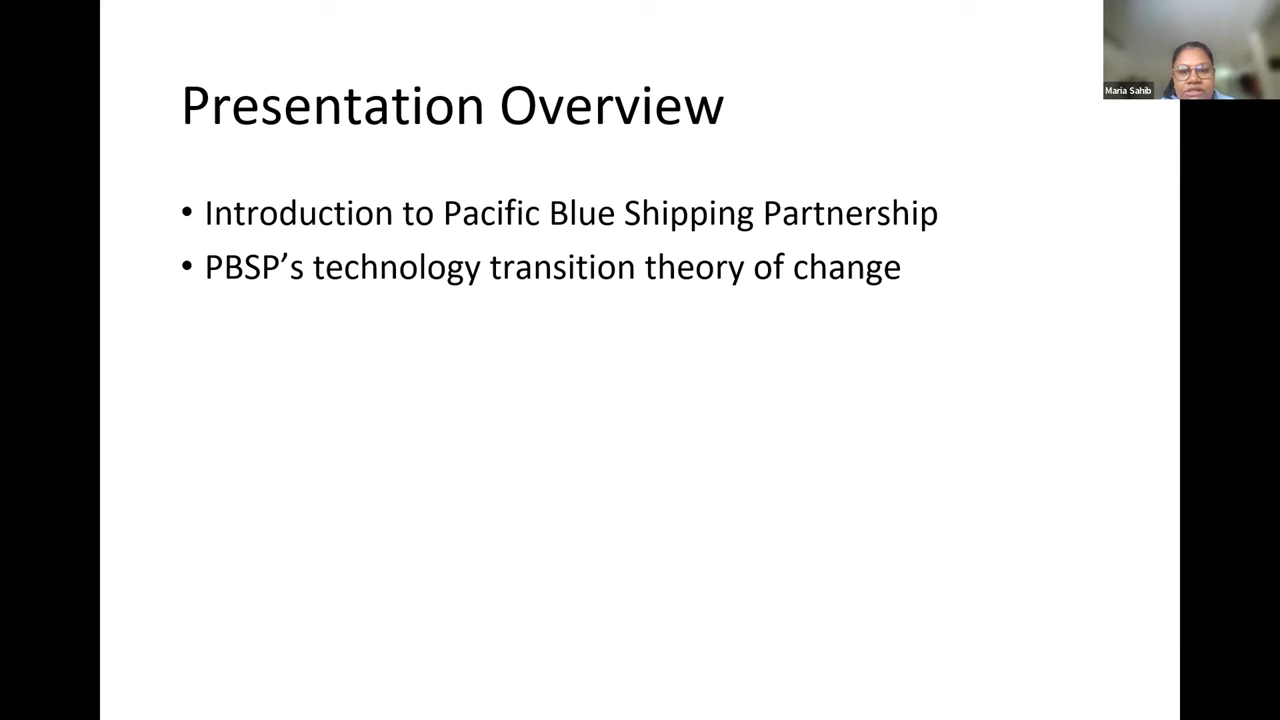 Presentation Overview
• Introduction to Pacific Blue Shipping Partnership
• PBSP’s technology transition theory of change
Maria Sahib